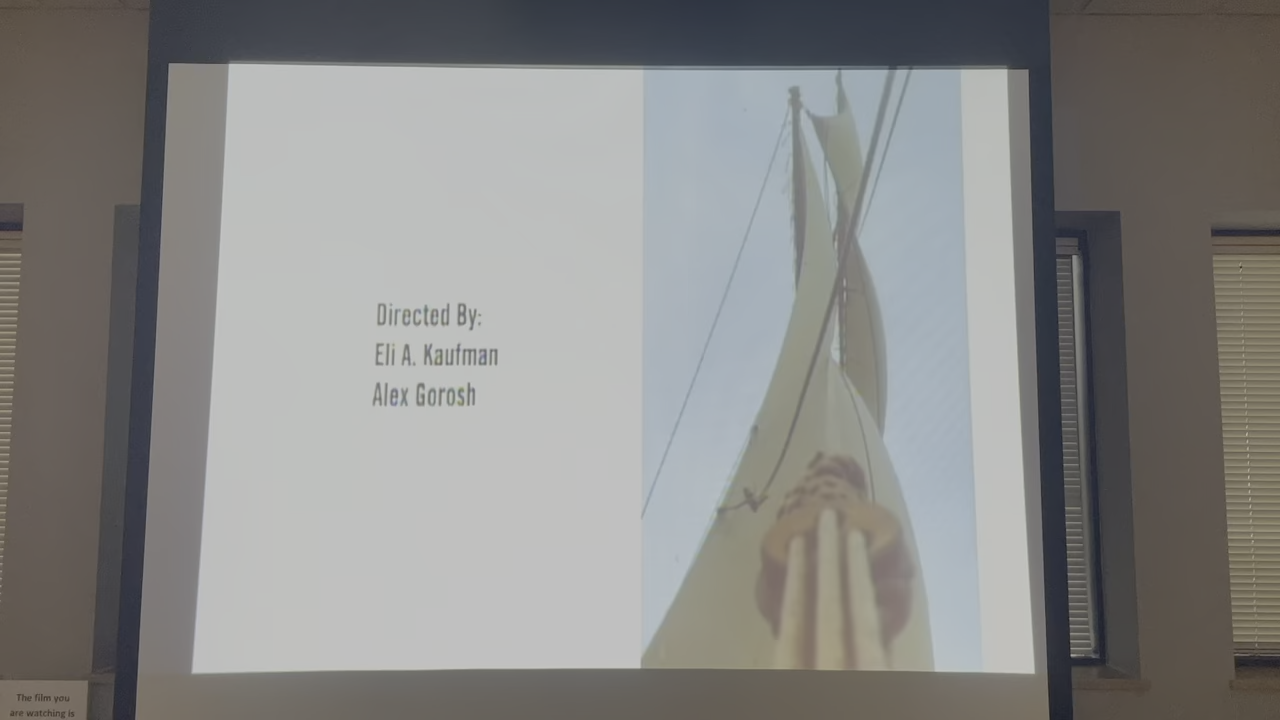 Directed By:
Eli A. Kaufman
Alex Gorosh
The film you
are watching is